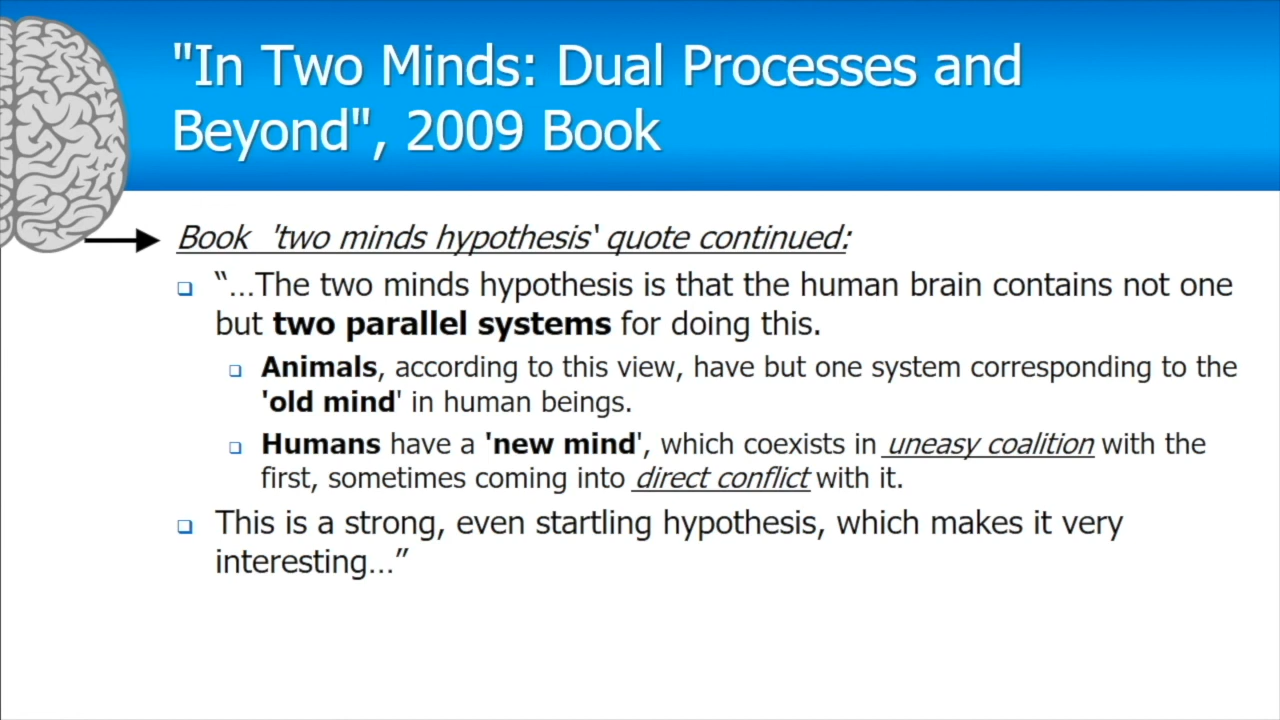 "In Two Minds: Dual Processes and
Beyond", 2009 Book
Book 'two minds hypothesis' quote continued:
“…The two minds hypothesis is that the human brain contains not one
but two parallel systems for doing this.
Animals, according to this view, have but one system corresponding to the
'old mind' in human beings.
Humans have a 'new mind', which coexists in uneasy coalition with the
first, sometimes coming into direct conflict with it.
This is a strong, even startling hypothesis, which makes it very
interesting…”